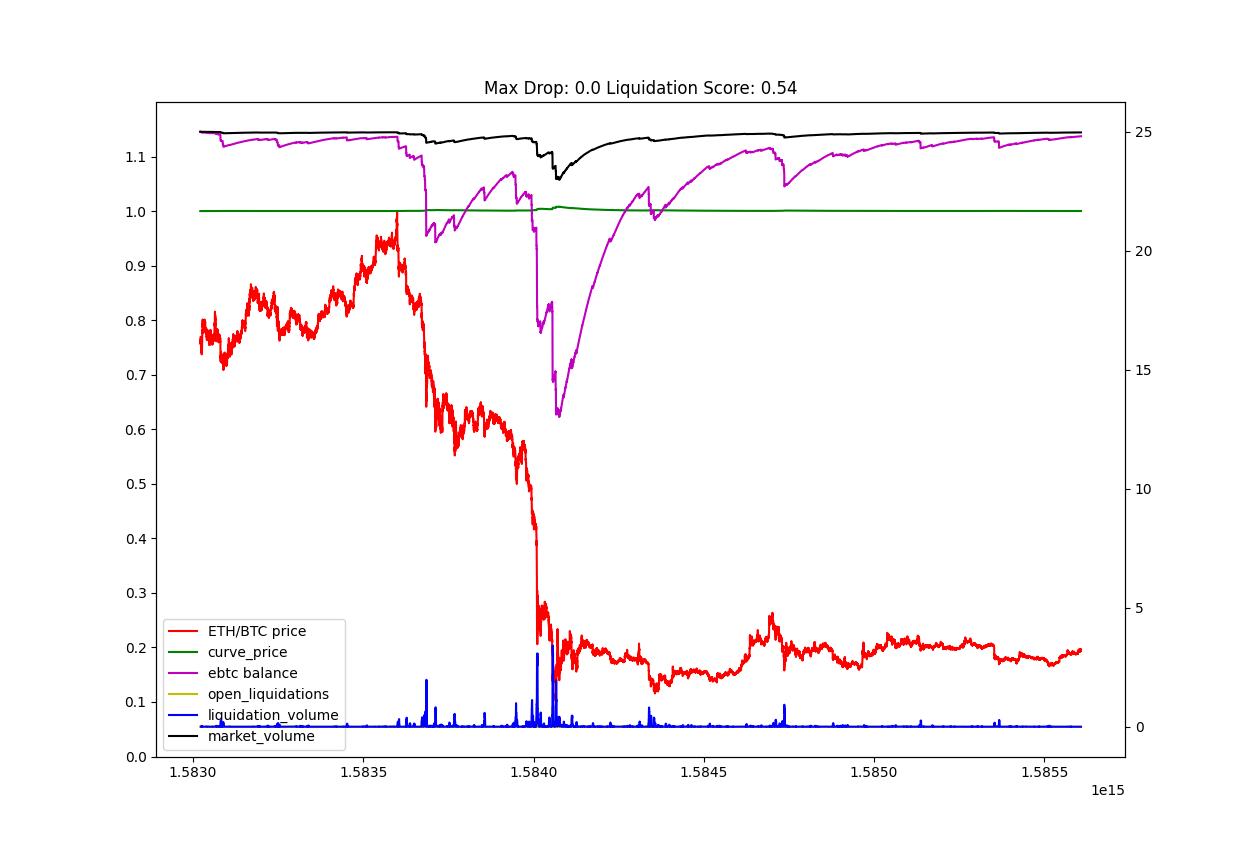 Max Drop: 0.0 Liquidation Score: 0.54
1.1
1.0
0.9
0.8
0.7
0.6
0.5
0.4
0.3
0.2
0.1
0.0
25
20
15
10
5
0
ETH/BTC price
curve_price
ebtc balance
open_liquidations
liquidation_volume
market_volume
1.5830 1.5835 1.5840 1.5845 1.5850 1.5855
1e15